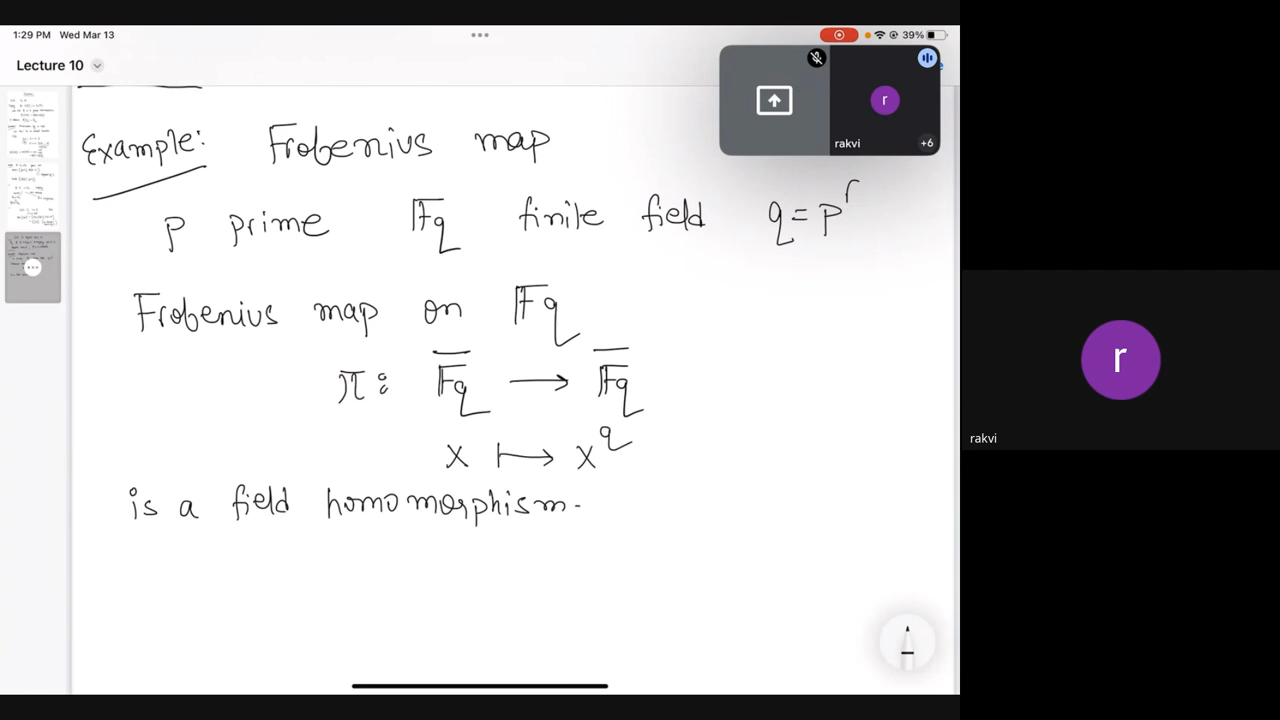 1:29 PM Wed Mar 13
39%
Lecture 10
r
rakvi
+6
Example: Frobenius map
p prime 𝔽q finite field q = p^r
Frobenius map on 𝔽q
π : 𝔽̅q ⟶ 𝔽̅q
x ⟼ x^q
is a field homomorphism.
r
rakvi